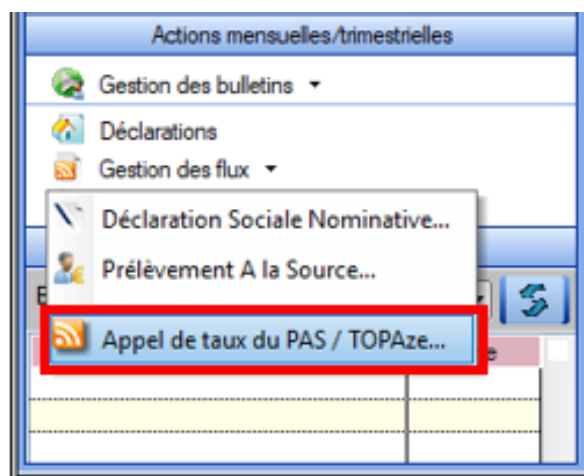 Actions mensuelles/trimestrielles
Gestion des bulletins
Déclarations
Gestion des flux
Déclaration Sociale Nominative...
Prélèvement A la Source...
Appel de taux du PAS / TOPAze...